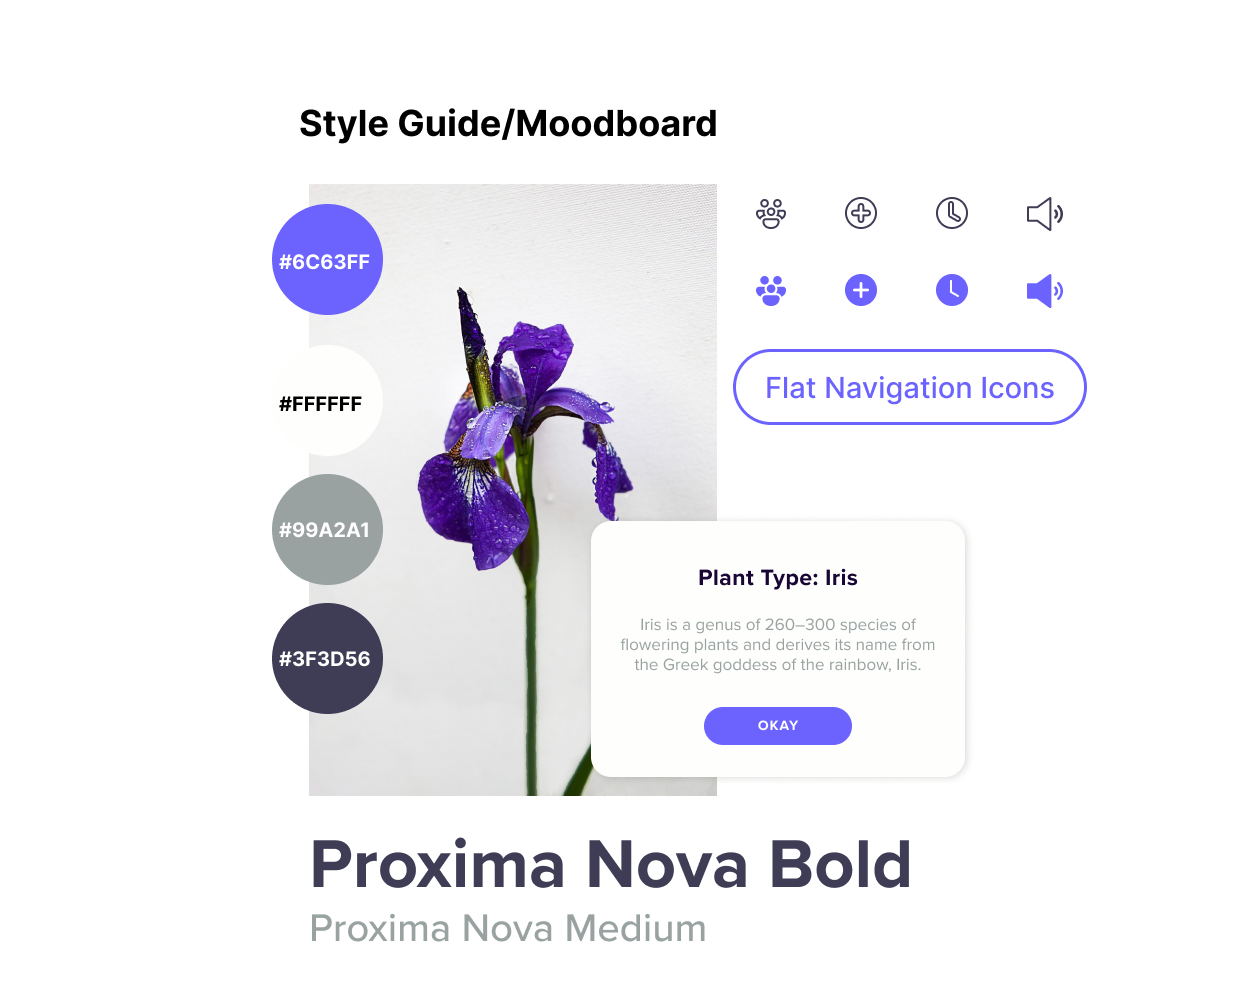 Style Guide/Moodboard
#6C63FF
#FFFFFF
#99A2A1
#3F3D56
Flat Navigation Icons
Plant Type: Iris
Iris is a genus of 260–300 species of
flowering plants and derives its name from
the Greek goddess of the rainbow, Iris.
OKAY
Proxima Nova Bold
Proxima Nova Medium